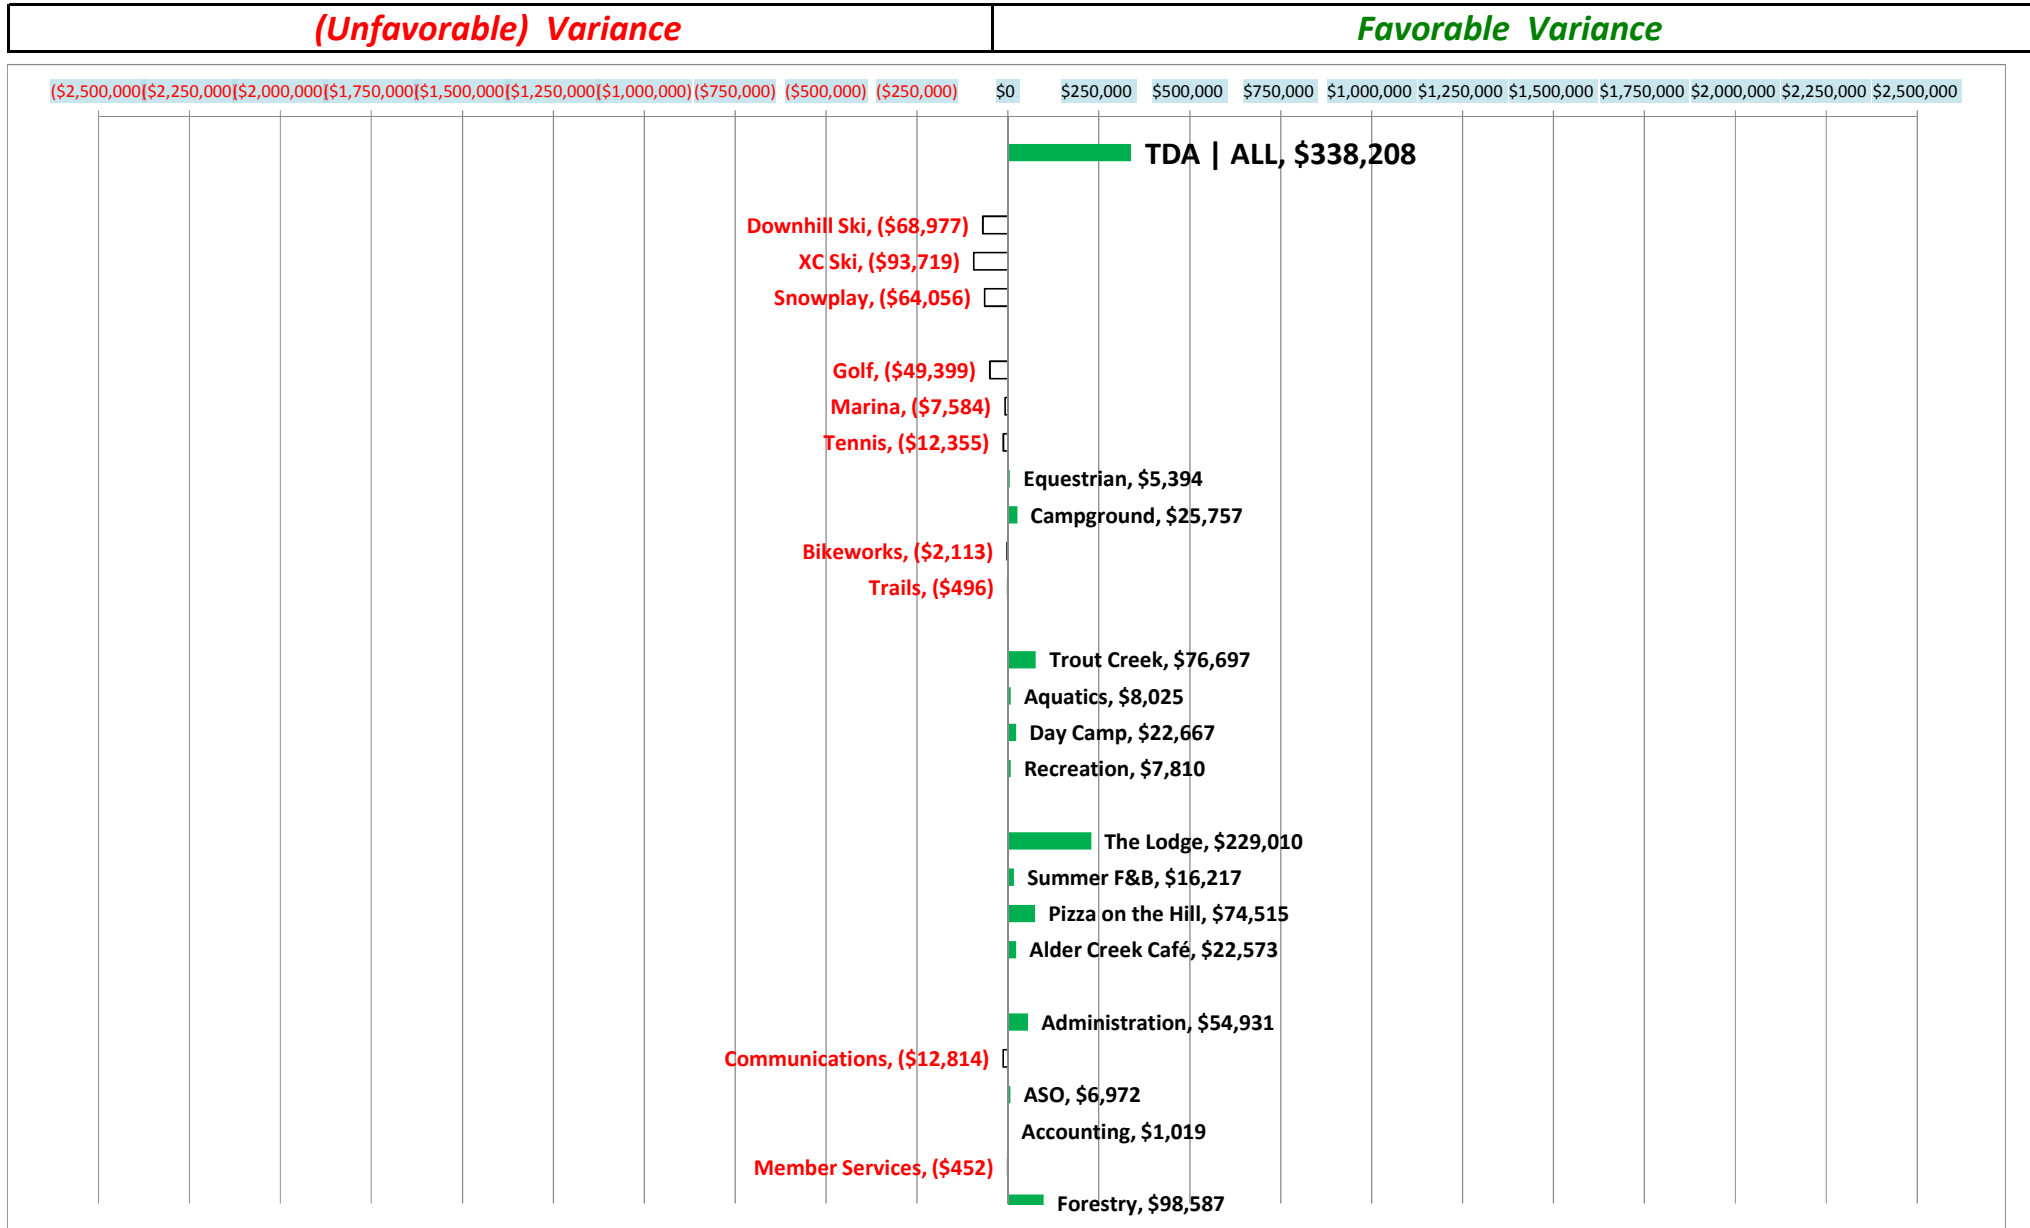 (Unfavorable) Variance Favorable Variance
($2,500,000) ($2,250,000) ($2,000,000) ($1,750,000) ($1,500,000) ($1,250,000) ($1,000,000) ($750,000) ($500,000) ($250,000) $0 $250,000 $500,000 $750,000 $1,000,000 $1,250,000 $1,500,000 $1,750,000 $2,000,000 $2,250,000 $2,500,000
TDA | ALL, $338,208
Downhill Ski, ($68,977)
XC Ski, ($93,719)
Snowplay, ($64,056)
Golf, ($49,399)
Marina, ($7,584)
Tennis, ($12,355)
Equestrian, $5,394
Campground, $25,757
Bikeworks, ($2,113)
Trails, ($496)
Trout Creek, $76,697
Aquatics, $8,025
Day Camp, $22,667
Recreation, $7,810
The Lodge, $229,010
Summer F&B, $16,217
Pizza on the Hill, $74,515
Alder Creek Café, $22,573
Administration, $54,931
Communications, ($12,814)
ASO, $6,972
Accounting, $1,019
Member Services, ($452)
Forestry, $98,587